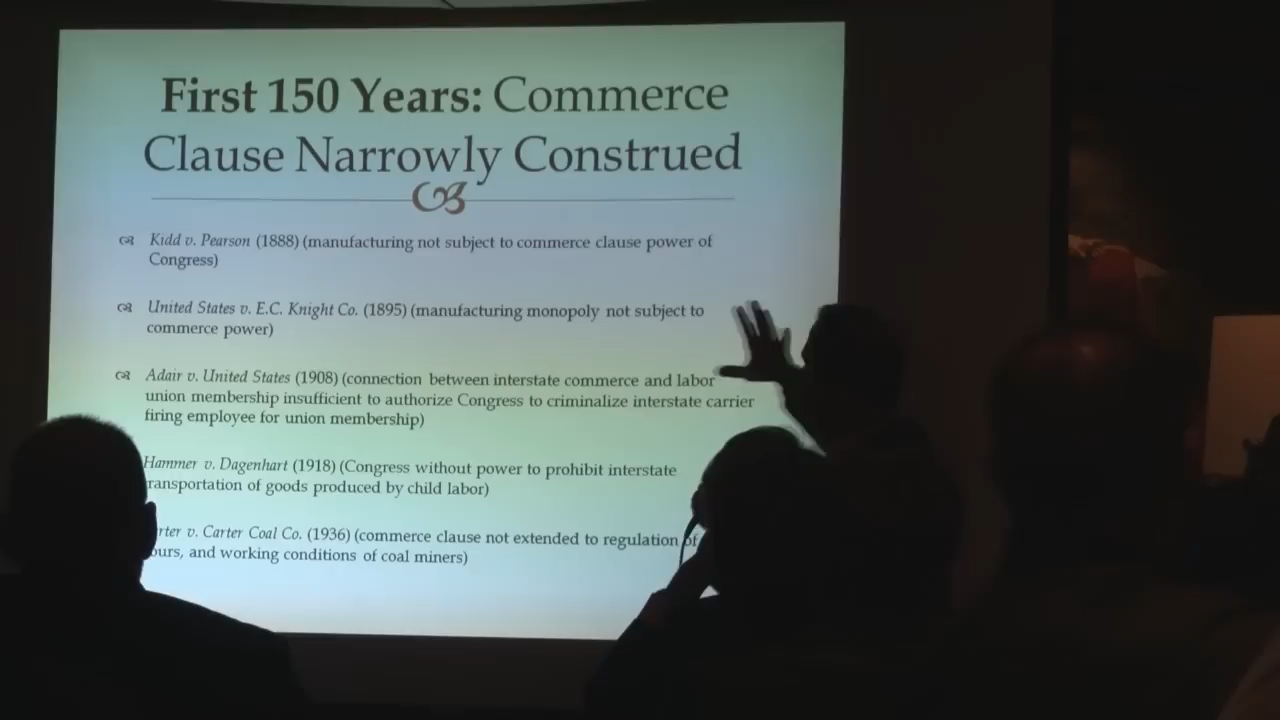 First 150 Years: Commerce
Clause Narrowly Construed
Kidd v. Pearson (1888) (manufacturing not subject to commerce clause power of
Congress)
United States v. E.C. Knight Co. (1895) (manufacturing monopoly not subject to
commerce power)
Adair v. United States (1908) (connection between interstate commerce and labor
union membership insufficient to authorize Congress to criminalize interstate carrier
firing employee for union membership)
Hammer v. Dagenhart (1918) (Congress without power to prohibit interstate
ransportation of goods produced by child labor)
rter v. Carter Coal Co. (1936) (commerce clause not extended to regulation of
ours, and working conditions of coal miners)